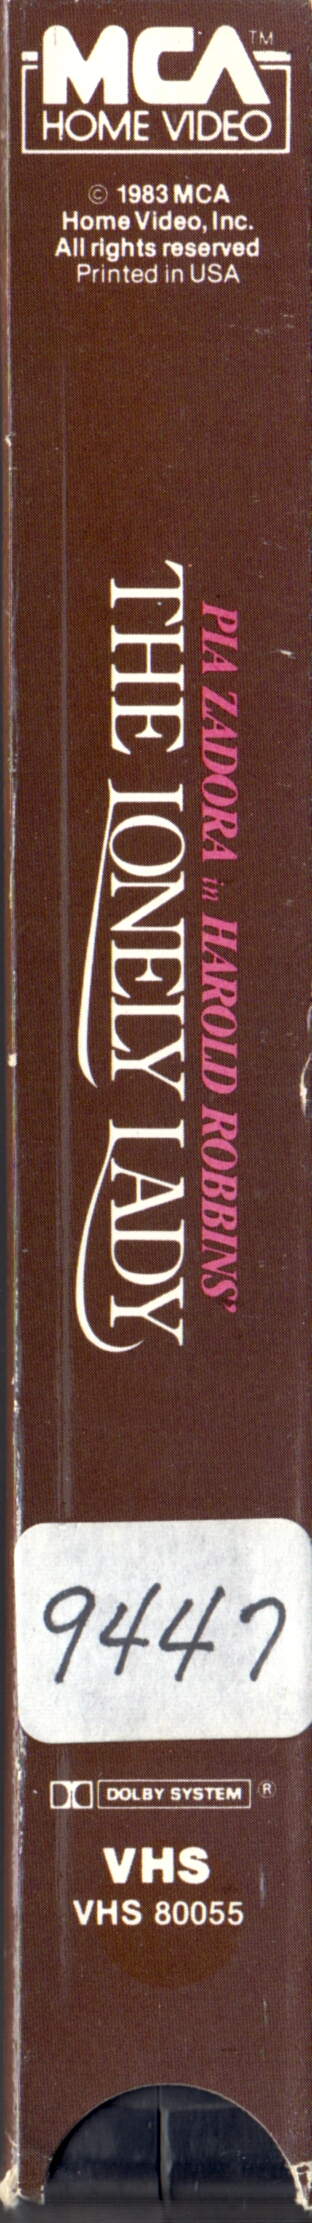 MCA™
HOME VIDEO
© 1983 MCA
Home Video, Inc.
All rights reserved
Printed in USA
PIA ZADORA in HAROLD ROBBINS'
THE LONELY LADY
9447
DOLBY SYSTEM ®
VHS
VHS 80055